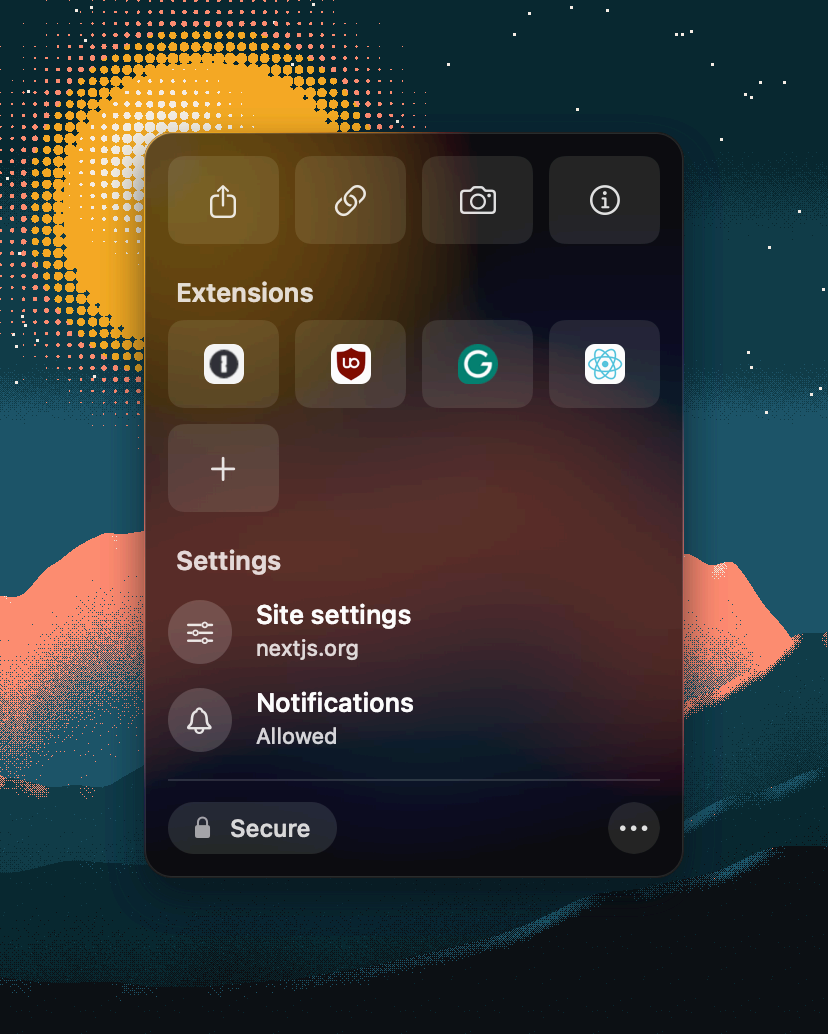 Extensions
Settings
Site settings
nextjs.org
Notifications
Allowed
Secure